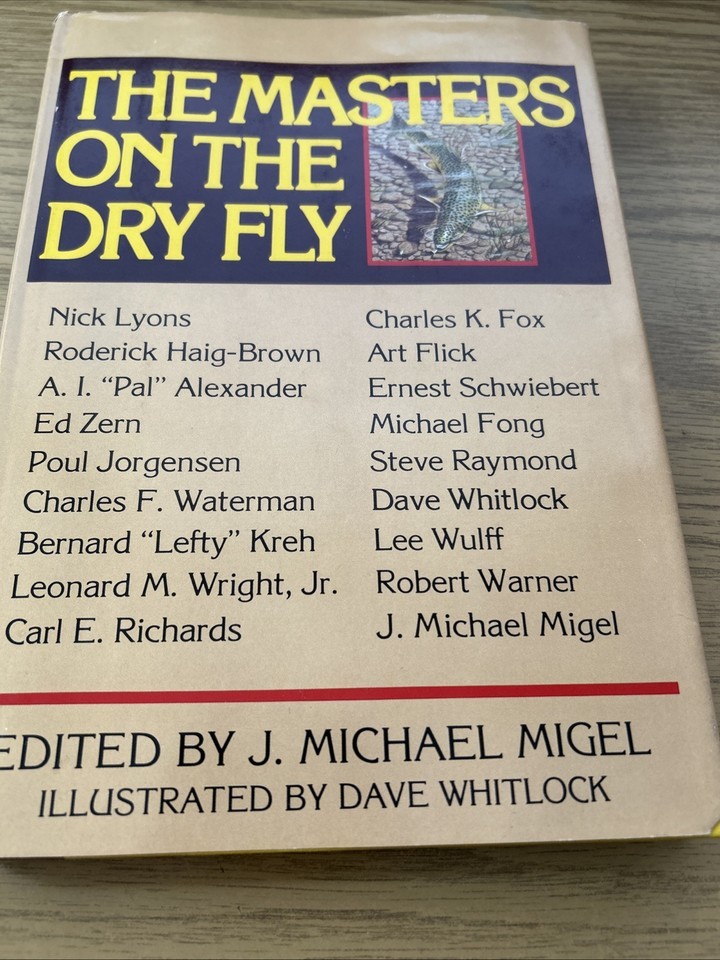 THE MASTERS
ON THE
DRY FLY
Nick Lyons
Roderick Haig-Brown
A. I. “Pal” Alexander
Ed Zern
Poul Jorgensen
Charles F. Waterman
Bernard “Lefty” Kreh
Leonard M. Wright, Jr.
Carl E. Richards
Charles K. Fox
Art Flick
Ernest Schwiebert
Michael Fong
Steve Raymond
Dave Whitlock
Lee Wulff
Robert Warner
J. Michael Migel
EDITED BY J. MICHAEL MIGEL
ILLUSTRATED BY DAVE WHITLOCK